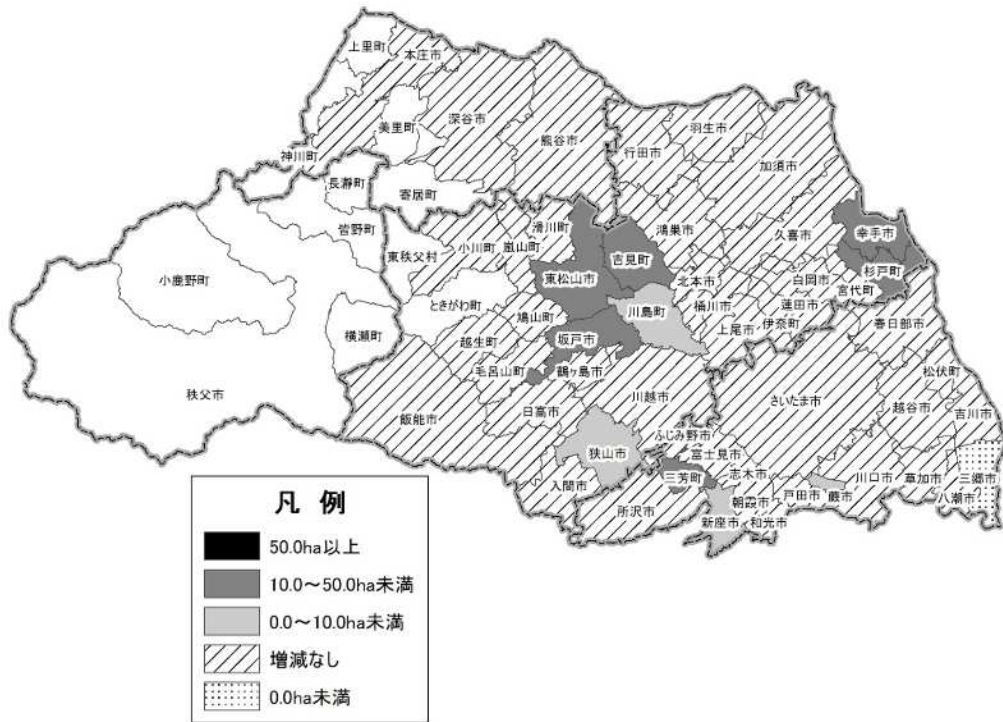 上里町
本庄市
美里町
深谷市
熊谷市
神川町
長瀞町
寄居町
皆野町
小鹿野町
東秩父村
横瀬町
秩父市
行田市
羽生市
加須市
鴻巣市
久喜市
幸手市
杉戸町
宮代町
白岡市
蓮田市
北本市
桶川市
上尾市
伊奈町
滑川町
嵐山町
小川町
吉見町
東松山市
ときがわ町
鳩山町
川島町
越生町
坂戸市
毛呂山町
鶴ヶ島市
川越市
飯能市
日高市
狭山市
入間市
所沢市
ふじみ野市
富士見市
三芳町
志木市
新座市
朝霞市
和光市
さいたま市
戸田市
蕨市
川口市
春日部市
松伏町
越谷市
吉川市
草加市
三郷市
八潮市
凡 例
50.0ha以上
10.0～50.0ha未満
0.0～10.0ha未満
増減なし
0.0ha未満